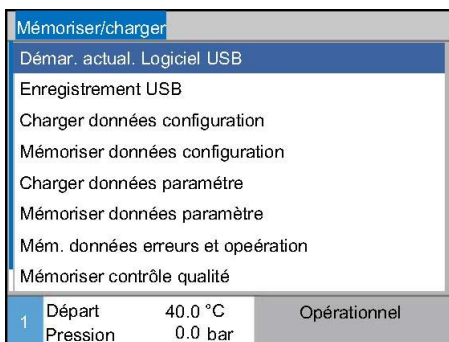 Mémoriser/charger
Démar. actual. Logiciel USB
Enregistrement USB
Charger données configuration
Mémoriser données configuration
Charger données paramétre
Mémoriser données paramètre
Mém. données erreurs et opeération
Mémoriser contrôle qualité
1 Départ 40.0 °C Opérationnel
Pression 0.0 bar